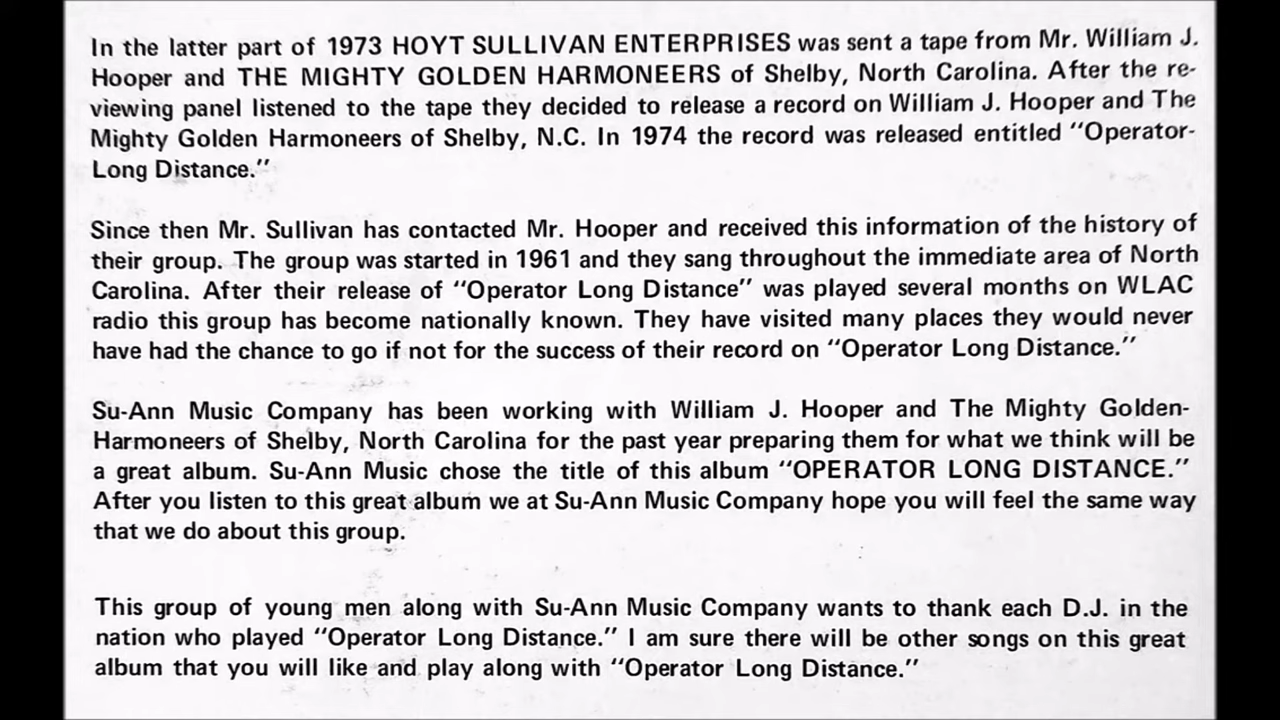 In the latter part of 1973 HOYT SULLIVAN ENTERPRISES was sent a tape from Mr. William J.
Hooper and THE MIGHTY GOLDEN HARMONEERS of Shelby, North Carolina. After the re-
viewing panel listened to the tape they decided to release a record on William J. Hooper and The
Mighty Golden Harmoneers of Shelby, N.C. In 1974 the record was released entitled "Operator-
Long Distance."
Since then Mr. Sullivan has contacted Mr. Hooper and received this information of the history of
their group. The group was started in 1961 and they sang throughout the immediate area of North
Carolina. After their release of "Operator Long Distance" was played several months on WLAC
radio this group has become nationally known. They have visited many places they would never
have had the chance to go if not for the success of their record on "Operator Long Distance."
Su-Ann Music Company has been working with William J. Hooper and The Mighty Golden-
Harmoneers of Shelby, North Carolina for the past year preparing them for what we think will be
a great album. Su-Ann Music chose the title of this album "OPERATOR LONG DISTANCE."
After you listen to this great album we at Su-Ann Music Company hope you will feel the same way
that we do about this group.
This group of young men along with Su-Ann Music Company wants to thank each D.J. in the
nation who played "Operator Long Distance." I am sure there will be other songs on this great
album that you will like and play along with "Operator Long Distance."